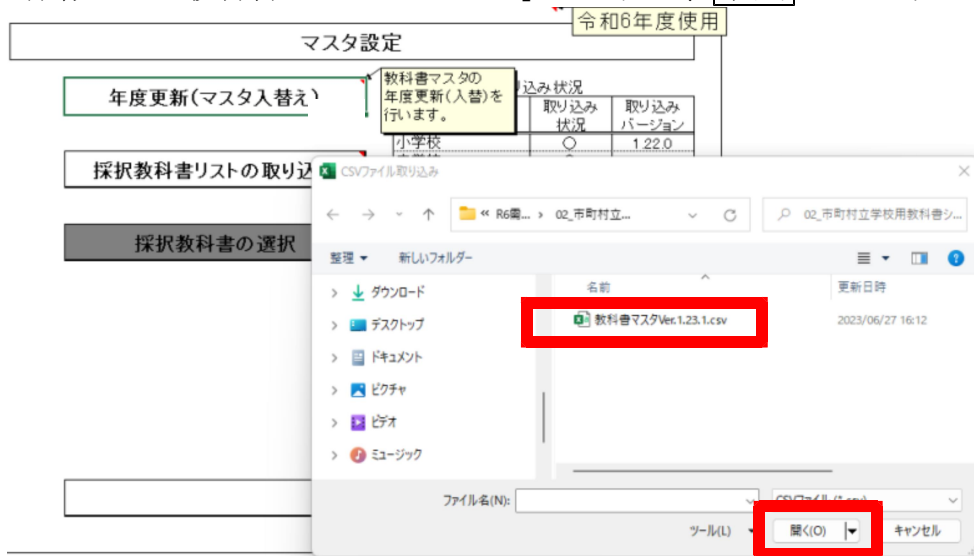 令和6年度使用
マスタ設定
年度更新(マスタ入替え)
教科書マスタの
年度更新(入替)を
行います。
り込み状況
取り込み
状況
取り込み
バージョン
小学校
○
1.22.0
採択教科書リストの取り込
採択教科書の選択
CSVファイル取り込み
« R6需... › 02_市町村立...
02_市町村立学校用教科書シ...
整理
新しいフォルダー
名前
更新日時
ダウンロード
デスクトップ
ドキュメント
ピクチャ
ビデオ
ミュージック
教科書マスタVer.1.23.1.csv
2023/06/27 16:12
ファイル名(N):
ツール(L)
開く(O)
キャンセル